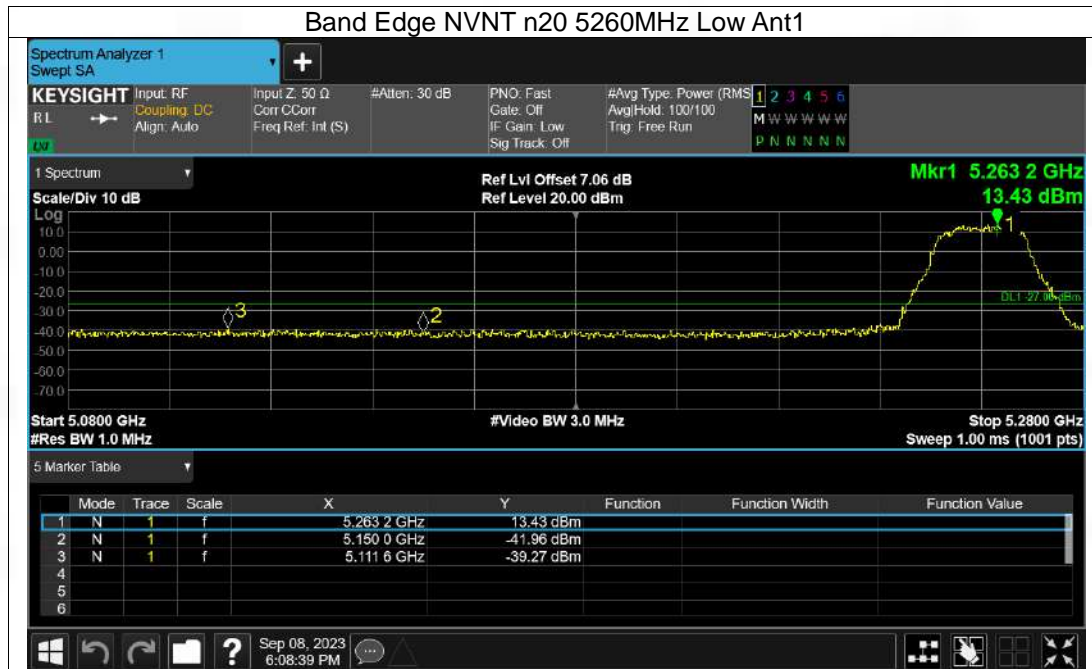 Band Edge NVNT n20 5260MHz Low Ant1
Spectrum Analyzer 1
Swept SA
+
KEYSIGHT Input: RF Input Z: 50 Ω #Atten: 30 dB PNO: Fast #Avg Type: Power (RMS 1 2 3 4 5 6
RL Coupling: DC Corr CCorr Gate: Off Avg|Hold: 100/100 M W W W W W
Align: Auto Freq Ref: Int (S) IF Gain: Low Trig: Free Run
LXI Sig Track: Off P N N N N N
1 Spectrum
Ref Lvl Offset 7.06 dB Mkr1 5.263 2 GHz
Scale/Div 10 dB Ref Level 20.00 dBm 13.43 dBm
Log
1
10.0
0.00
-10.0
-20.0
DL1 -27.00 dBm
-30.0
3
2
-40.0
-50.0
-60.0
-70.0
Start 5.0800 GHz #Video BW 3.0 MHz Stop 5.2800 GHz
#Res BW 1.0 MHz Sweep 1.00 ms (1001 pts)
5 Marker Table
Mode Trace Scale X Y Function Function Width Function Value
1 N 1 f 5.263 2 GHz 13.43 dBm
2 N 1 f 5.150 0 GHz -41.96 dBm
3 N 1 f 5.111 6 GHz -39.27 dBm
4
5
6
? Sep 08, 2023
6:08:39 PM